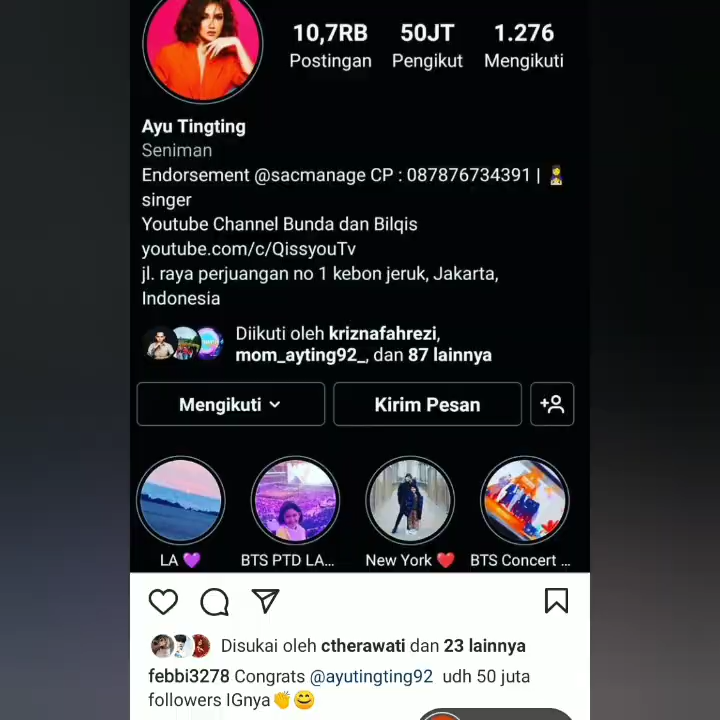 10,7RB 50JT 1.276
Postingan Pengikut Mengikuti
Ayu Tingting
Seniman
Endorsement @sacmanage CP : 087876734391 | 👩‍🎤
singer
Youtube Channel Bunda dan Bilqis
youtube.com/c/QissyouTv
jl. raya perjuangan no 1 kebon jeruk, Jakarta,
Indonesia
Diikuti oleh kriznafahrezi,
mom_ayting92_, dan 87 lainnya
Mengikuti Kirim Pesan
LA 💜 BTS PTD LA... New York ❤️ BTS Concert ...
Disukai oleh ctherawati dan 23 lainnya
febbi3278 Congrats @ayutingting92 udh 50 juta
followers IGnya👏😊